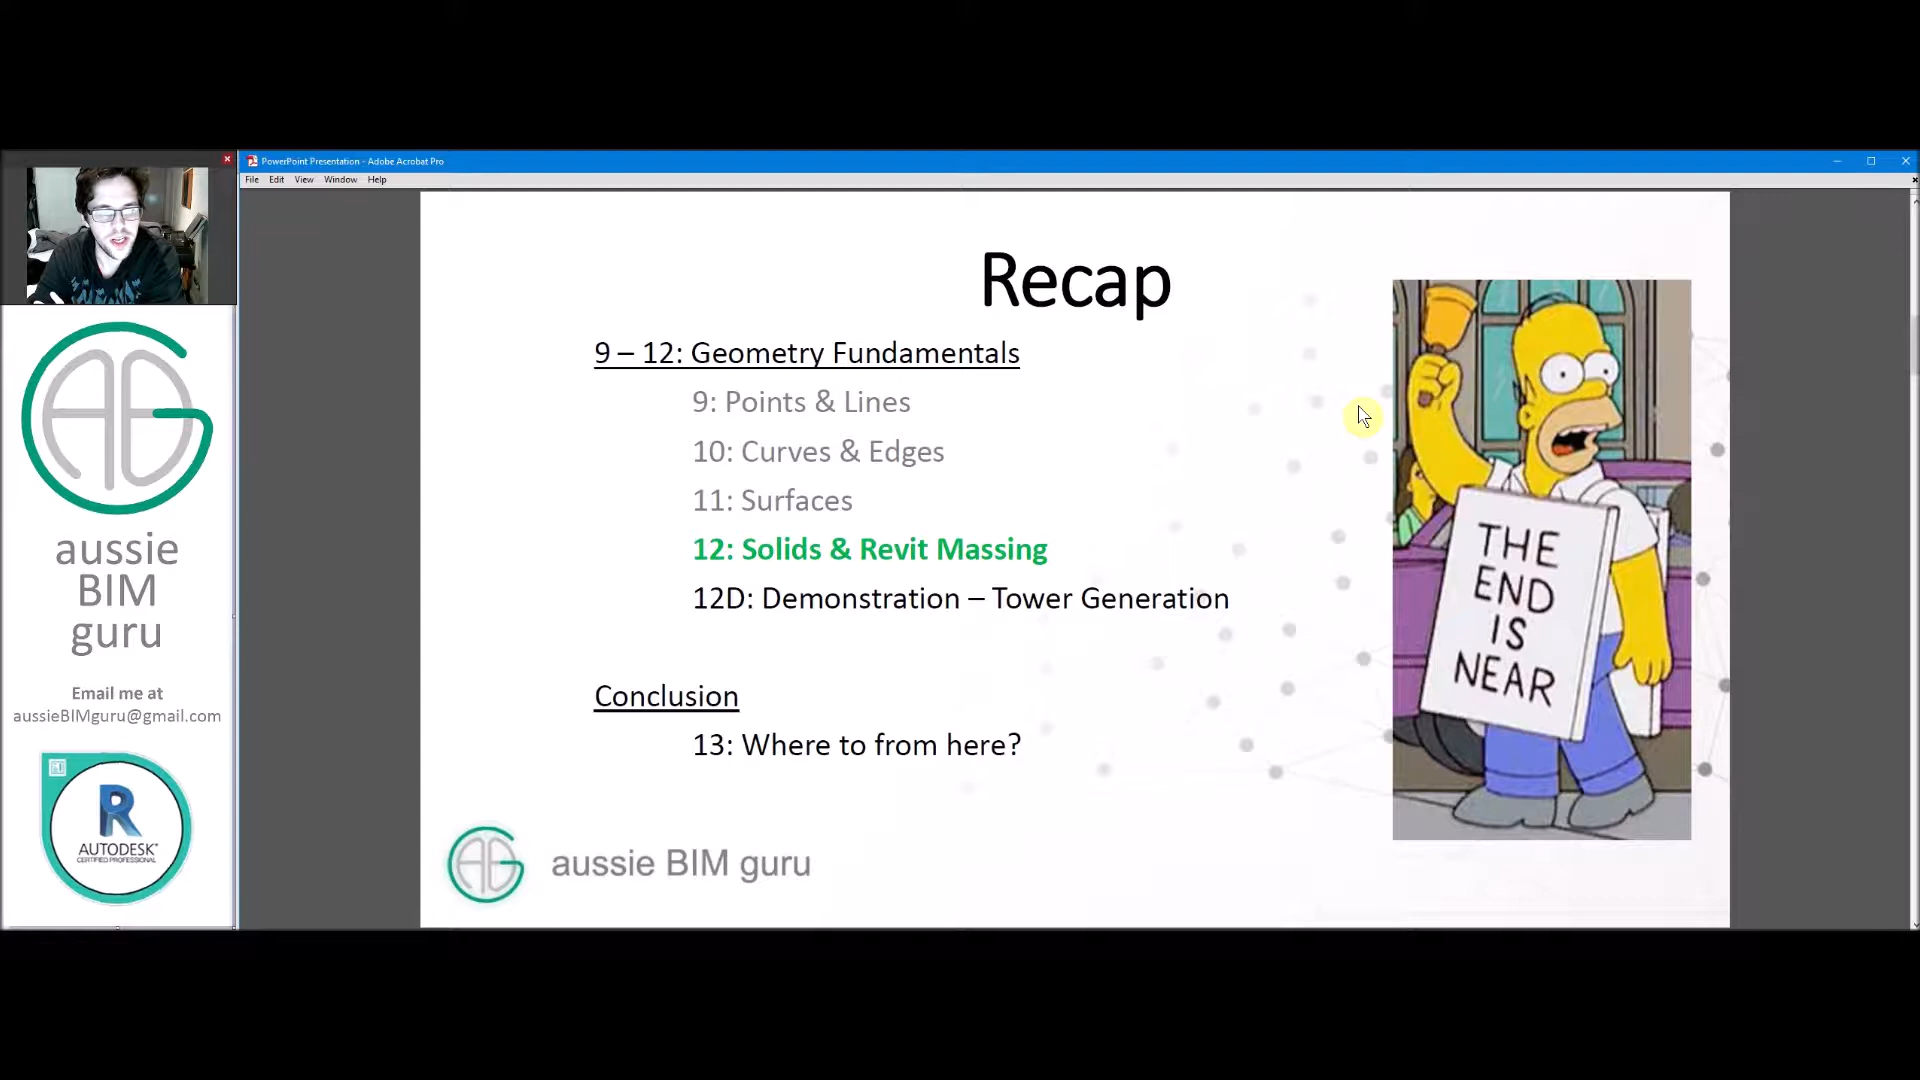 PowerPoint Presentation - Adobe Acrobat Pro
File Edit View Window Help
Recap
9 – 12: Geometry Fundamentals
9: Points & Lines
10: Curves & Edges
11: Surfaces
12: Solids & Revit Massing
12D: Demonstration – Tower Generation
Conclusion
13: Where to from here?
aussie BIM guru
THE
END
IS
NEAR
aussie
BIM
guru
Email me at
aussieBIMguru@gmail.com
R
AUTODESK
CERTIFIED PROFESSIONAL